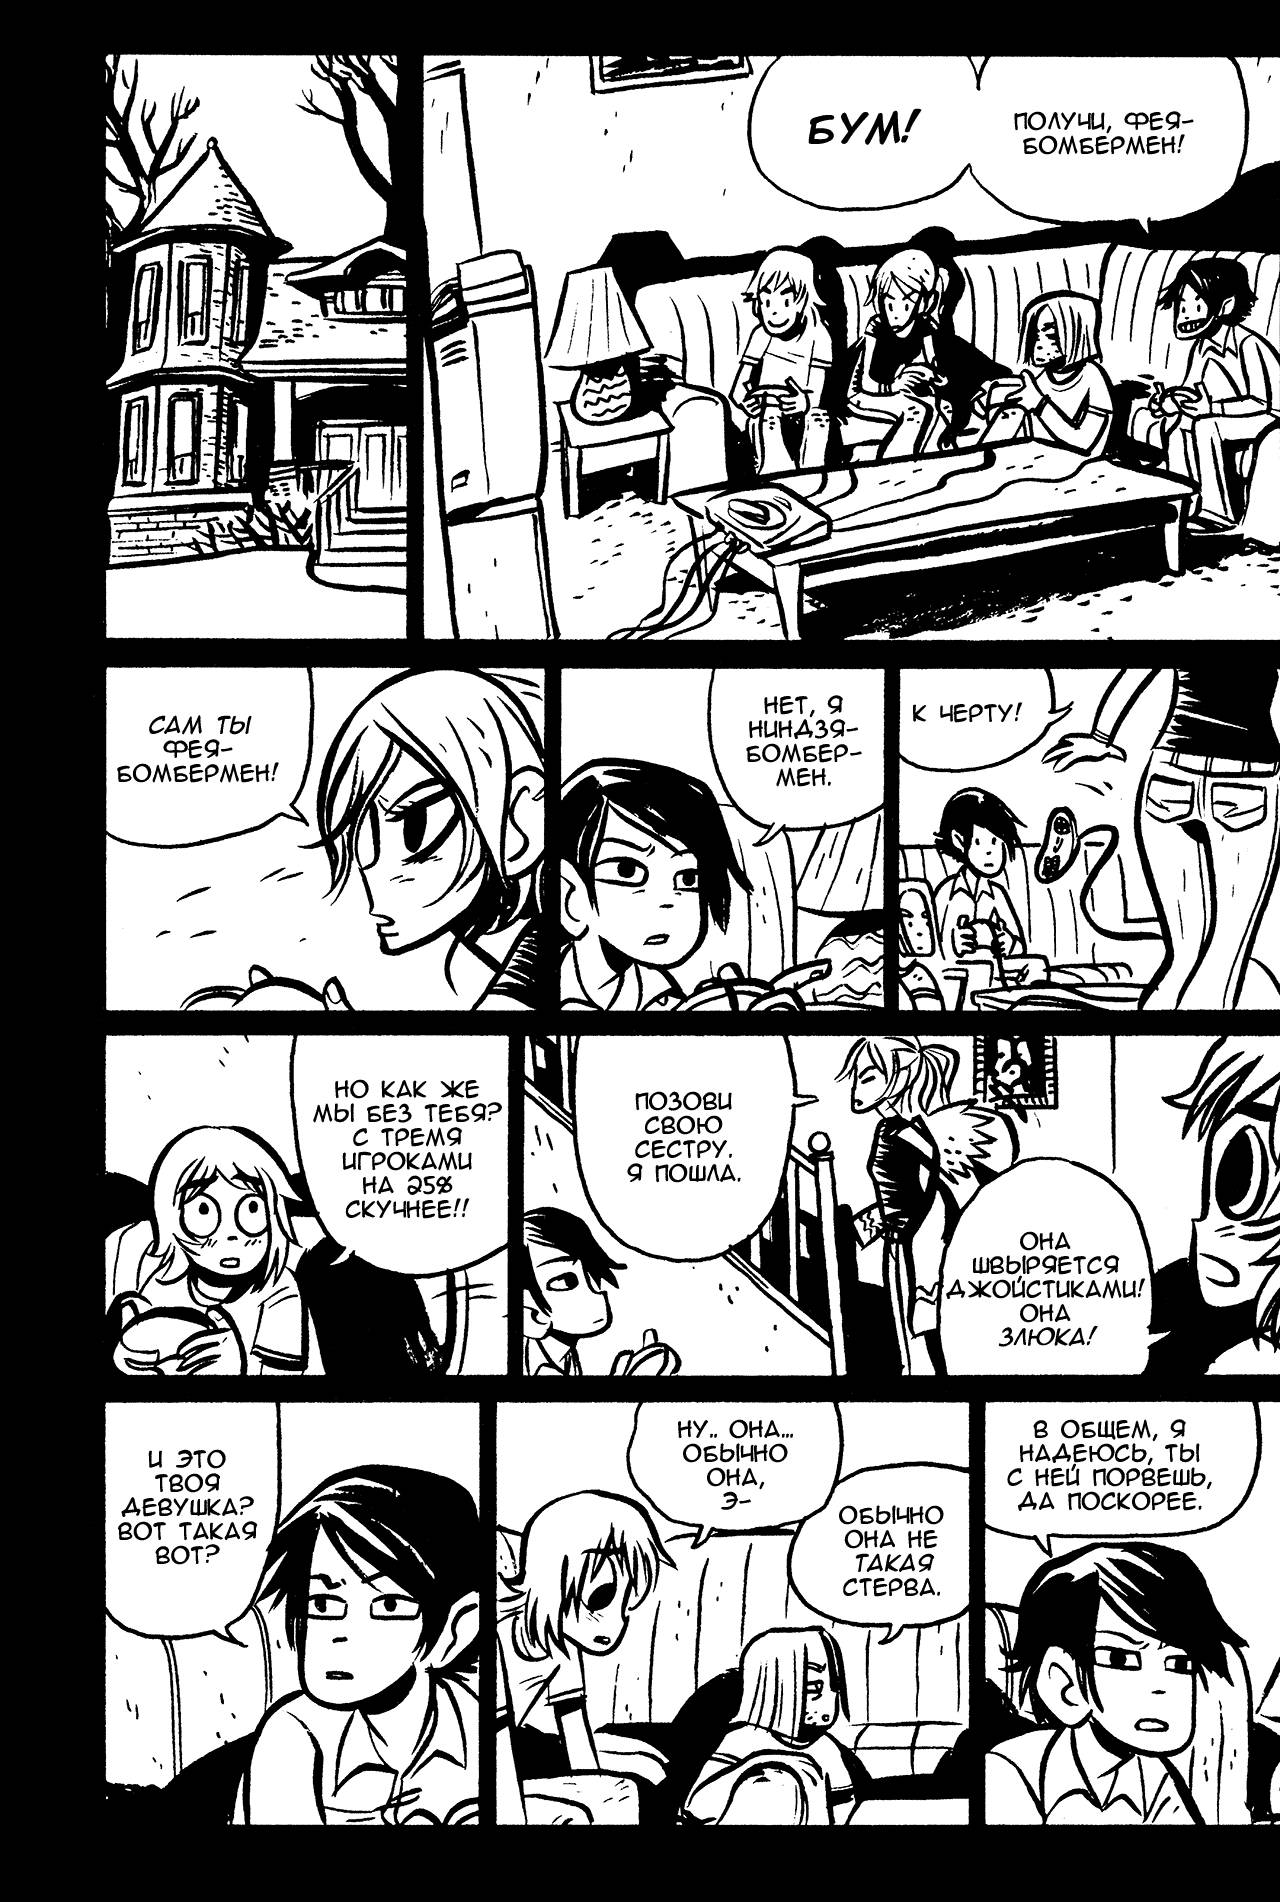 БУМ!
ПОЛУЧИ, ФЕЯ-
БОМБЕРМЕН!
САМ ТЫ
ФЕЯ-
БОМБЕРМЕН!
НЕТ, Я
НИНДЗЯ-
БОМБЕР-
МЕН.
К ЧЕРТУ!
НО КАК ЖЕ
МЫ БЕЗ ТЕБЯ?
С ТРЕМЯ
ИГРОКАМИ
НА 25%
СКУЧНЕЕ!!
ПОЗОВИ
СВОЮ
СЕСТРУ.
Я ПОШЛА.
ОНА
ШВЫРЯЕТСЯ
ДЖОЙСТИКАМИ!
ОНА
ЗЛЮКА!
И ЭТО
ТВОЯ
ДЕВУШКА?
ВОТ ТАКАЯ
ВОТ?
НУ.. ОНА...
ОБЫЧНО
ОНА,
Э-
ОБЫЧНО
ОНА НЕ
ТАКАЯ
СТЕРВА.
В ОБЩЕМ, Я
НАДЕЮСЬ, ТЫ
С НЕЙ ПОРВЕШЬ,
ДА ПОСКОРЕЕ.